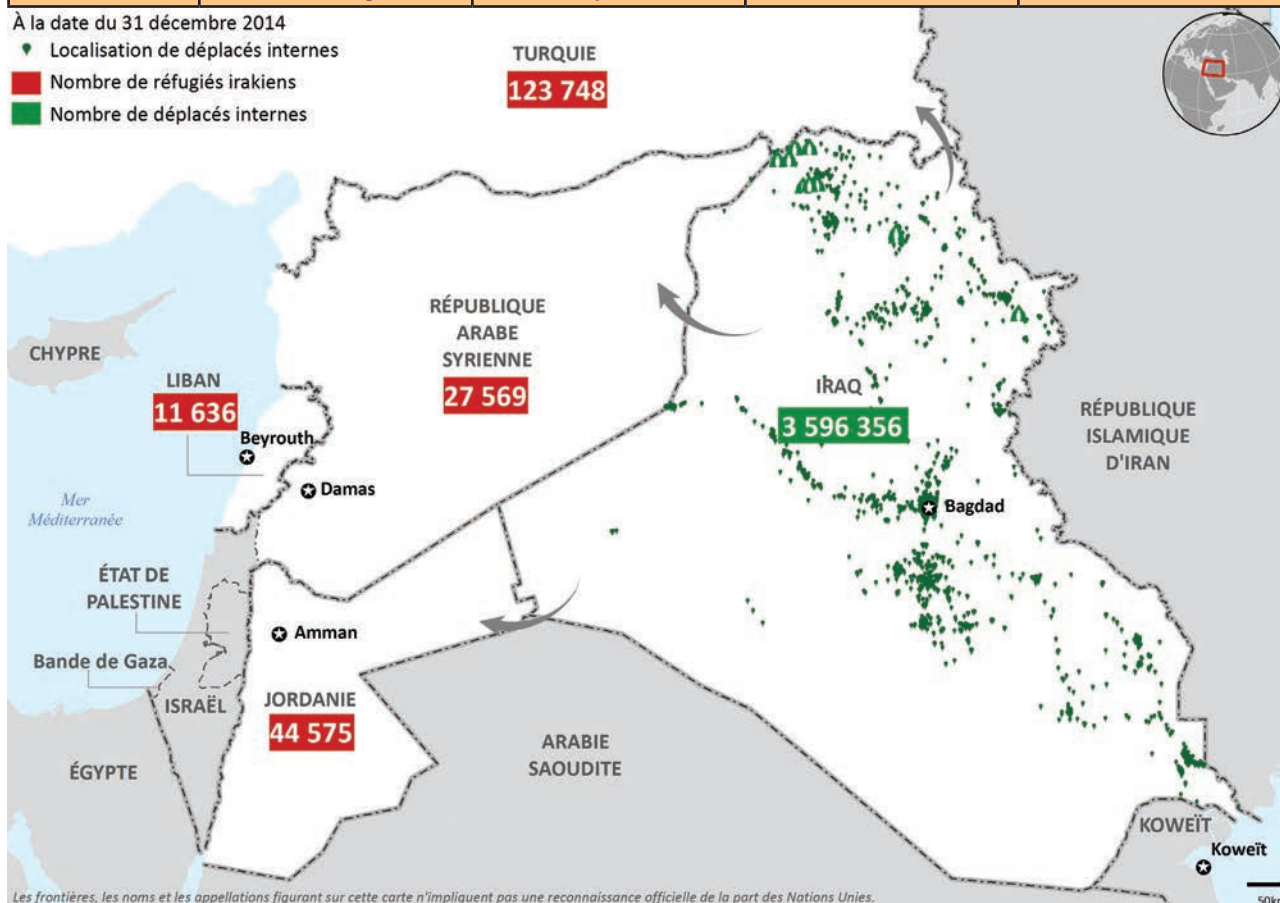 À la date du 31 décembre 2014
Localisation de déplacés internes
Nombre de réfugiés irakiens
Nombre de déplacés internes
TURQUIE
123 748
RÉPUBLIQUE
ARABE
SYRIENNE
27 569
CHYPRE
LIBAN
11 636
Beyrouth
Damas
Mer
Méditerranée
IRAQ
3 596 356
Bagdad
RÉPUBLIQUE
ISLAMIQUE
D'IRAN
ÉTAT DE
PALESTINE
Amman
Bande de Gaza
ISRAËL
JORDANIE
44 575
ÉGYPTE
ARABIE
SAOUDITE
KOWEÏT
Koweït
50km
Les frontières, les noms et les appellations figurant sur cette carte n'impliquent pas une reconnaissance officielle de la part des Nations Unies.